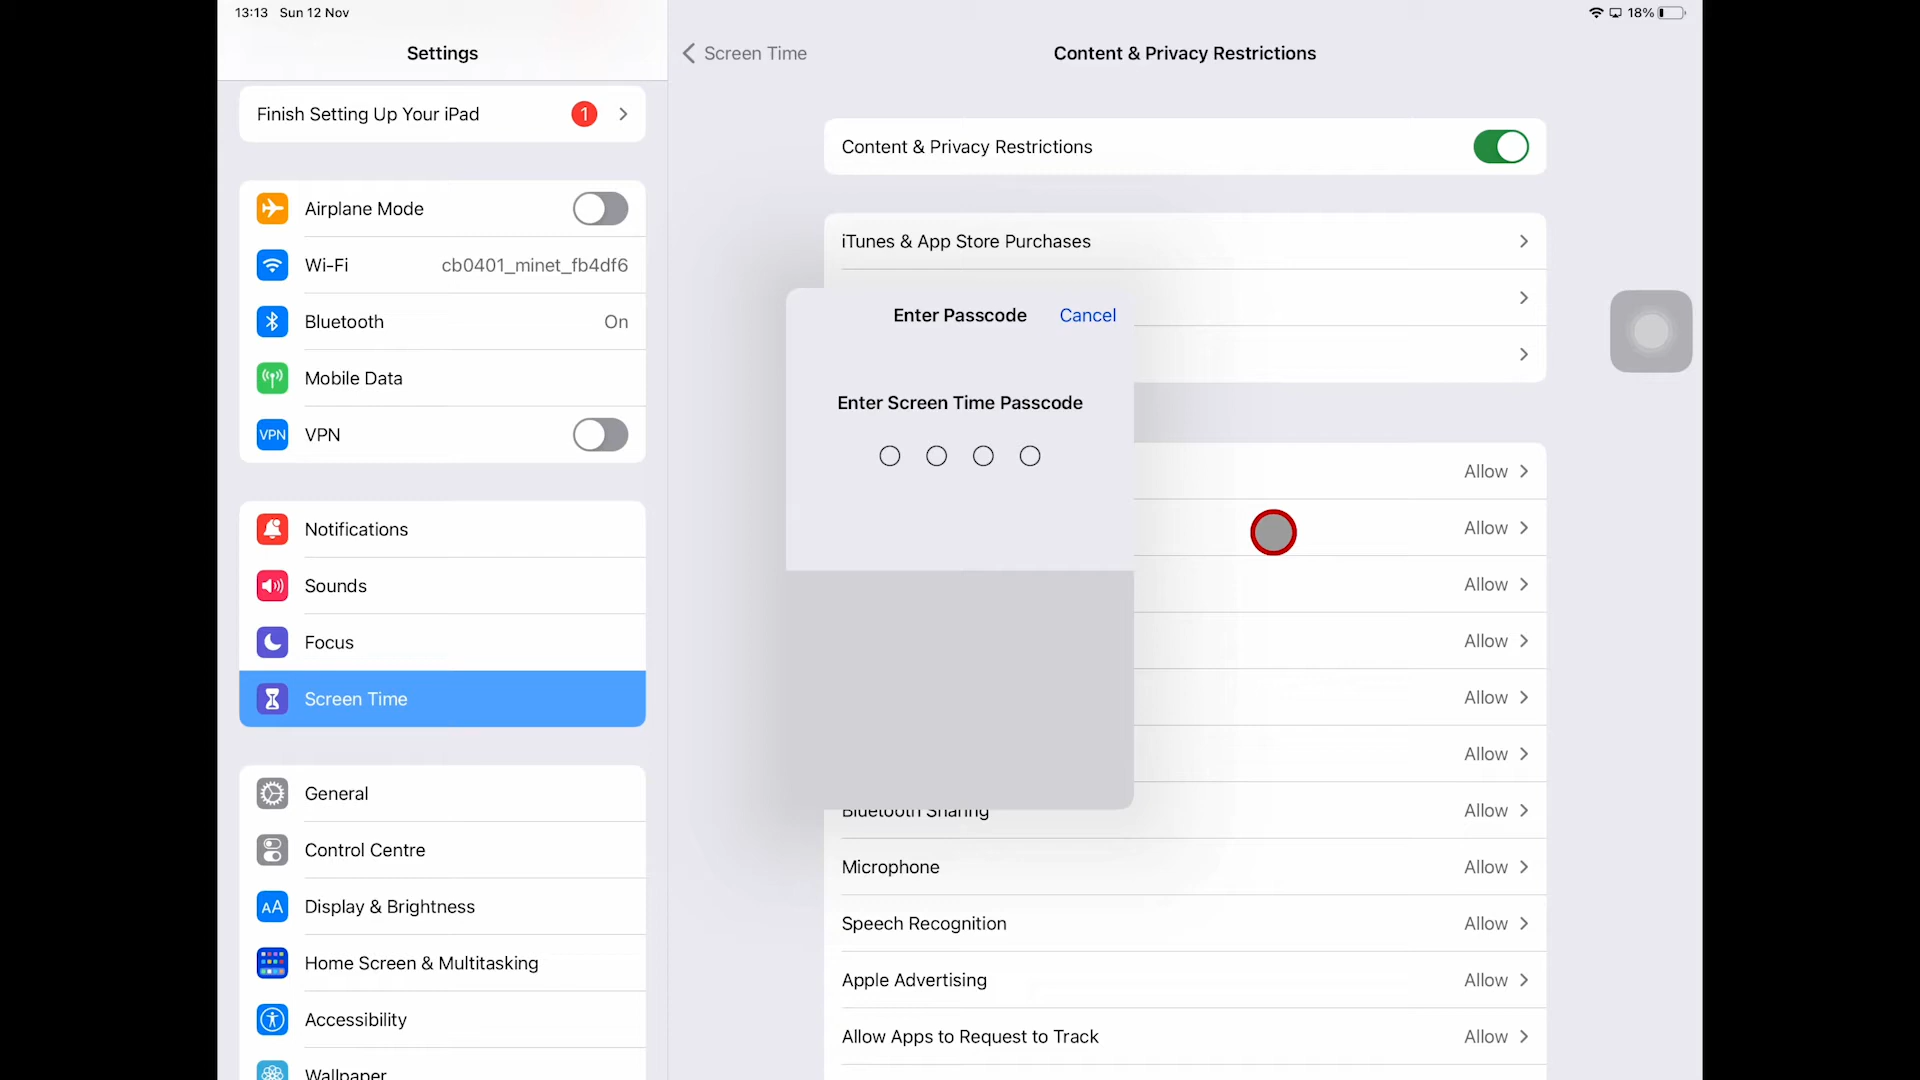 13:13 Sun 12 Nov
18%
Settings
Finish Setting Up Your iPad 1
Airplane Mode
Wi-Fi cb0401_minet_fb4df6
Bluetooth On
Mobile Data
VPN VPN
Notifications
Sounds
Focus
Screen Time
General
Control Centre
AA Display & Brightness
Home Screen & Multitasking
Accessibility
Wallpaper
Screen Time
Content & Privacy Restrictions
Content & Privacy Restrictions
iTunes & App Store Purchases
Enter Passcode Cancel
Enter Screen Time Passcode
Allow
Allow
Allow
Allow
Allow
Allow
Bluetooth Sharing Allow
Microphone Allow
Speech Recognition Allow
Apple Advertising Allow
Allow Apps to Request to Track Allow